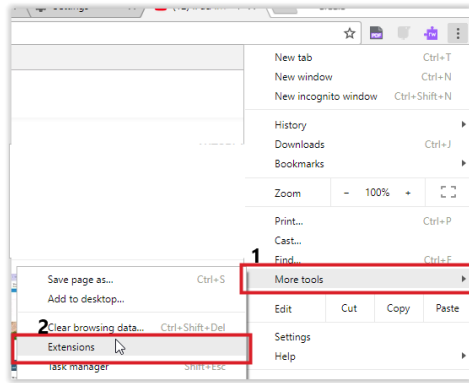 Settings
New tab Ctrl+T
New window Ctrl+N
New incognito window Ctrl+Shift+N
History
Downloads Ctrl+J
Bookmarks
Zoom - 100% +
Print... Ctrl+P
Cast...
1 Find... Ctrl+F
More tools
Edit Cut Copy Paste
Settings
Help
Save page as... Ctrl+S
Add to desktop...
2 Clear browsing data... Ctrl+Shift+Del
Extensions
Task manager Shift+Esc